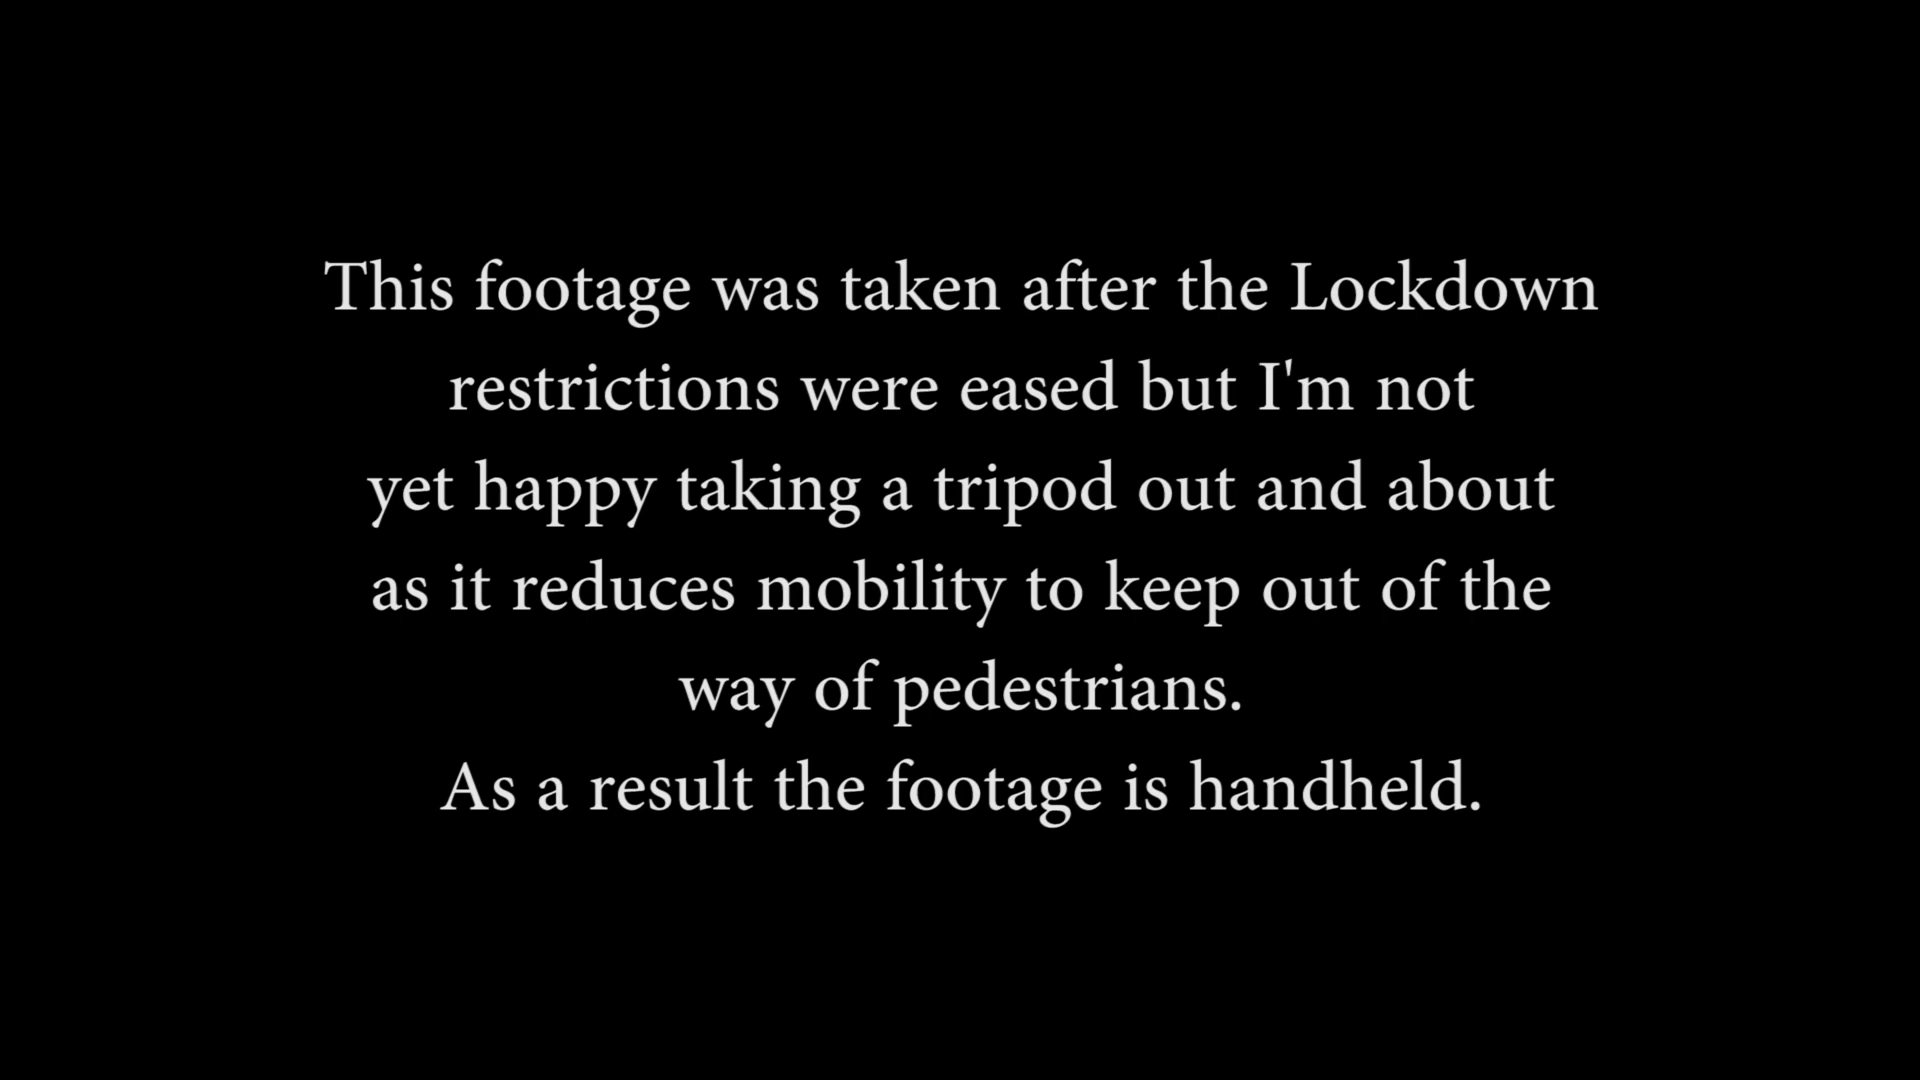 This footage was taken after the Lockdown
restrictions were eased but I'm not
yet happy taking a tripod out and about
as it reduces mobility to keep out of the
way of pedestrians.
As a result the footage is handheld.